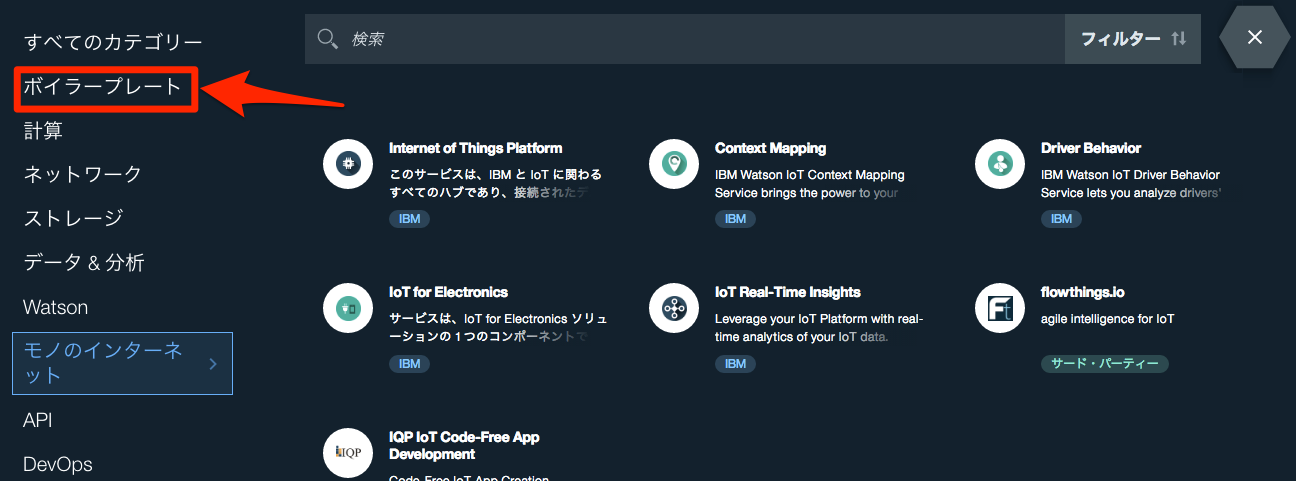 すべてのカテゴリー
ボイラープレート
計算
ネットワーク
ストレージ
データ & 分析
Watson
モノのインターネ
ット
API
DevOps
検索
フィルター
Internet of Things Platform
このサービスは、IBM と IoT に関わる
すべてのハブであり、接続されたデ
IBM
Context Mapping
IBM Watson IoT Context Mapping
Service brings the power to your
IBM
Driver Behavior
IBM Watson IoT Driver Behavior
Service lets you analyze drivers'
IBM
IoT for Electronics
サービスは、IoT for Electronics ソリュ
ーションの 1 つのコンポーネントで
IBM
IoT Real-Time Insights
Leverage your IoT Platform with real-
time analytics of your IoT data.
IBM
Ft
flowthings.io
agile intelligence for IoT
サード・パーティー
IQP
IQP IoT Code-Free App
Development
Code-Free IoT App Creation